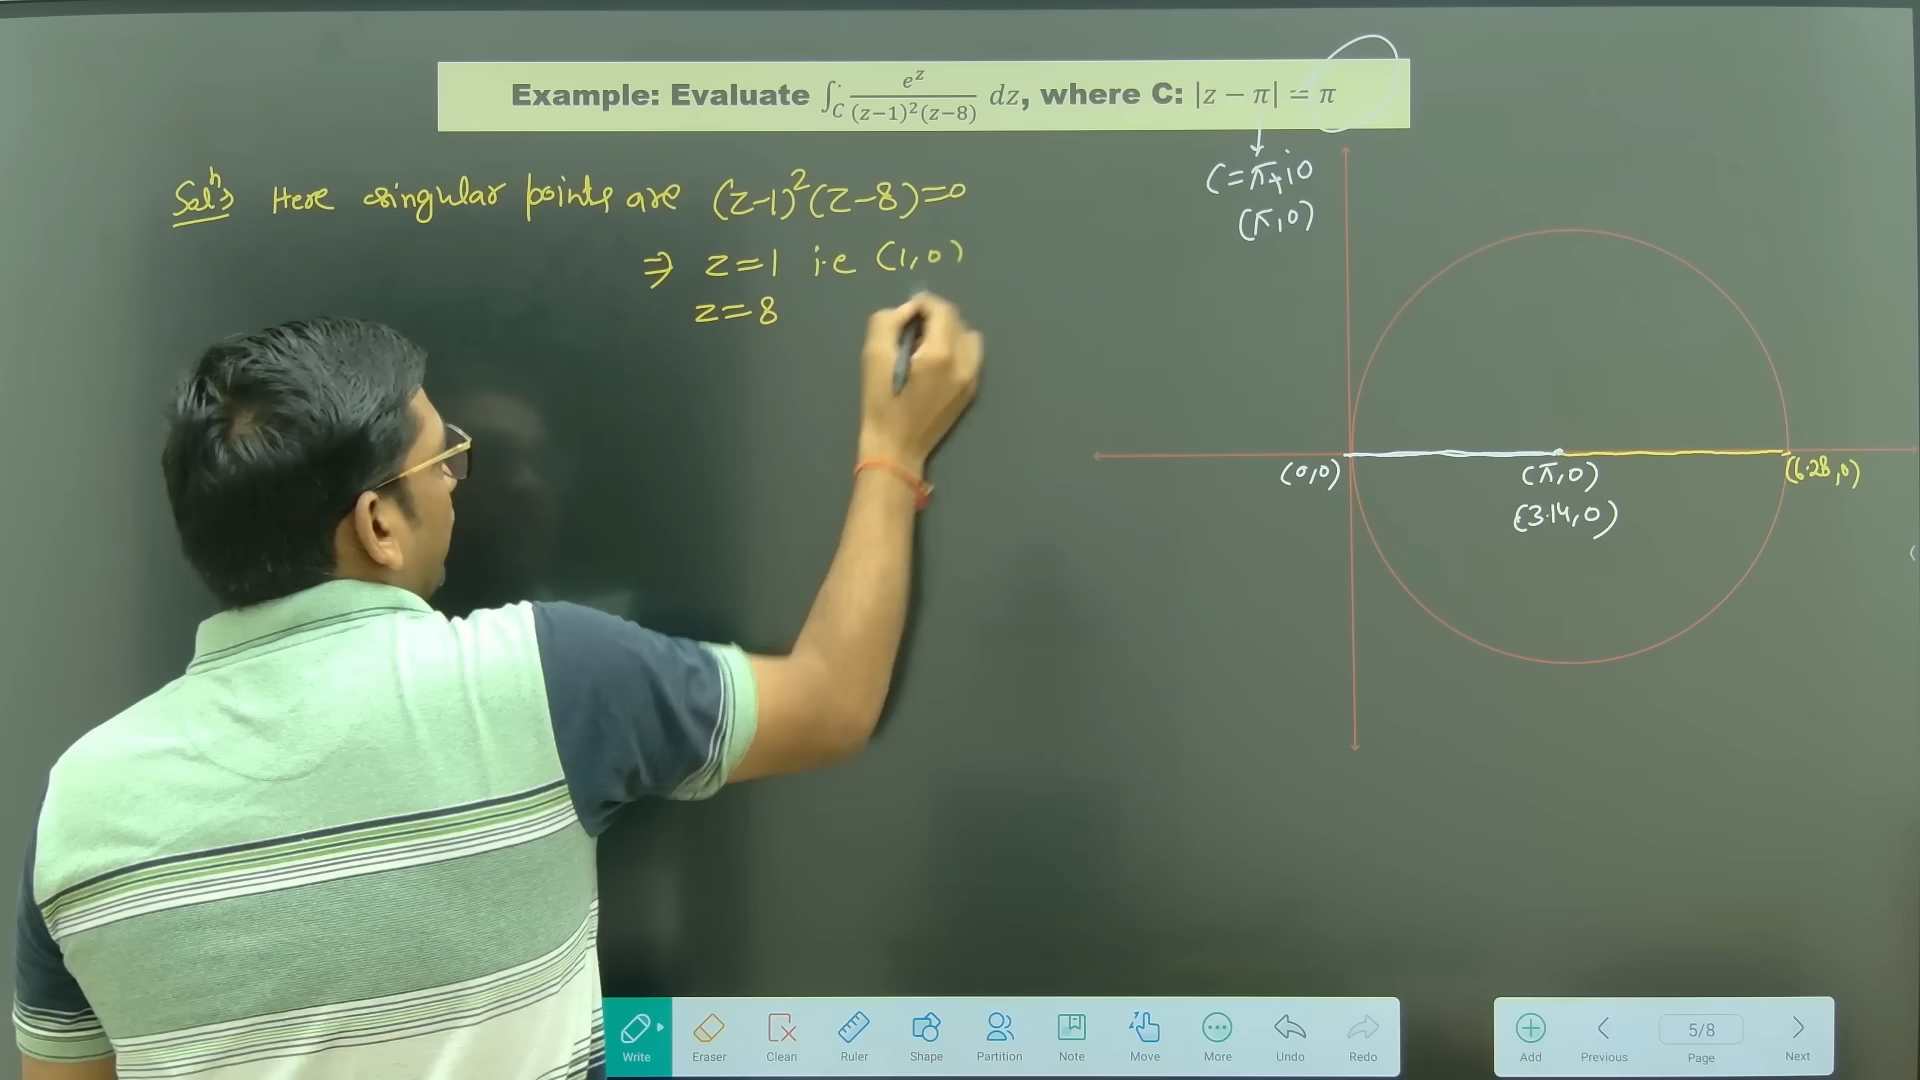 Example: Evaluate ∫_C e^z/((z−1)²(z−8)) dz, where C: |z − π| = π
Solⁿ: Here singular points are (z-1)²(z-8)=0
⇒ z=1 i.e (1,0)
z=8
C=π+i0
(π,0)
(0,0)
(π,0)
(6.28,0)
(3.14,0)
Write
Eraser
Clean
Ruler
Shape
Partition
Note
Move
More
Undo
Redo
Add
Previous
5/8
Page
Next